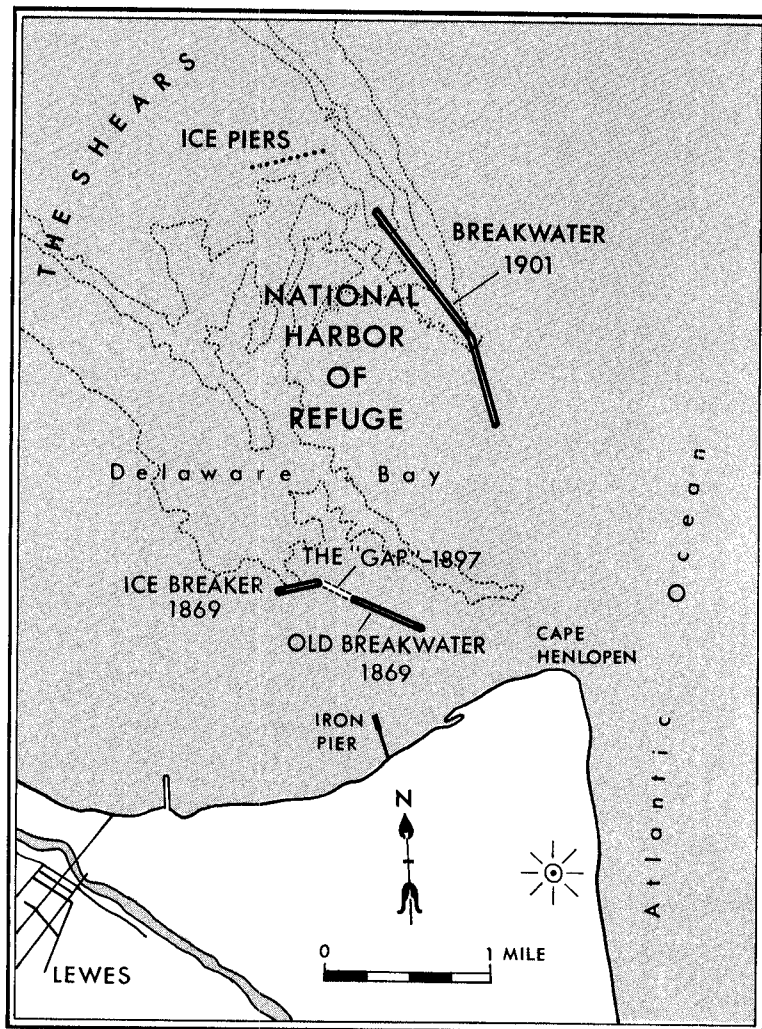 THE SHEARS
ICE PIERS
BREAKWATER
1901
NATIONAL
HARBOR
OF
REFUGE
Delaware Bay
Atlantic Ocean
THE "GAP"-1897
ICE BREAKER
1869
OLD BREAKWATER
1869
CAPE
HENLOPEN
IRON
PIER
N
0 1 MILE
LEWES